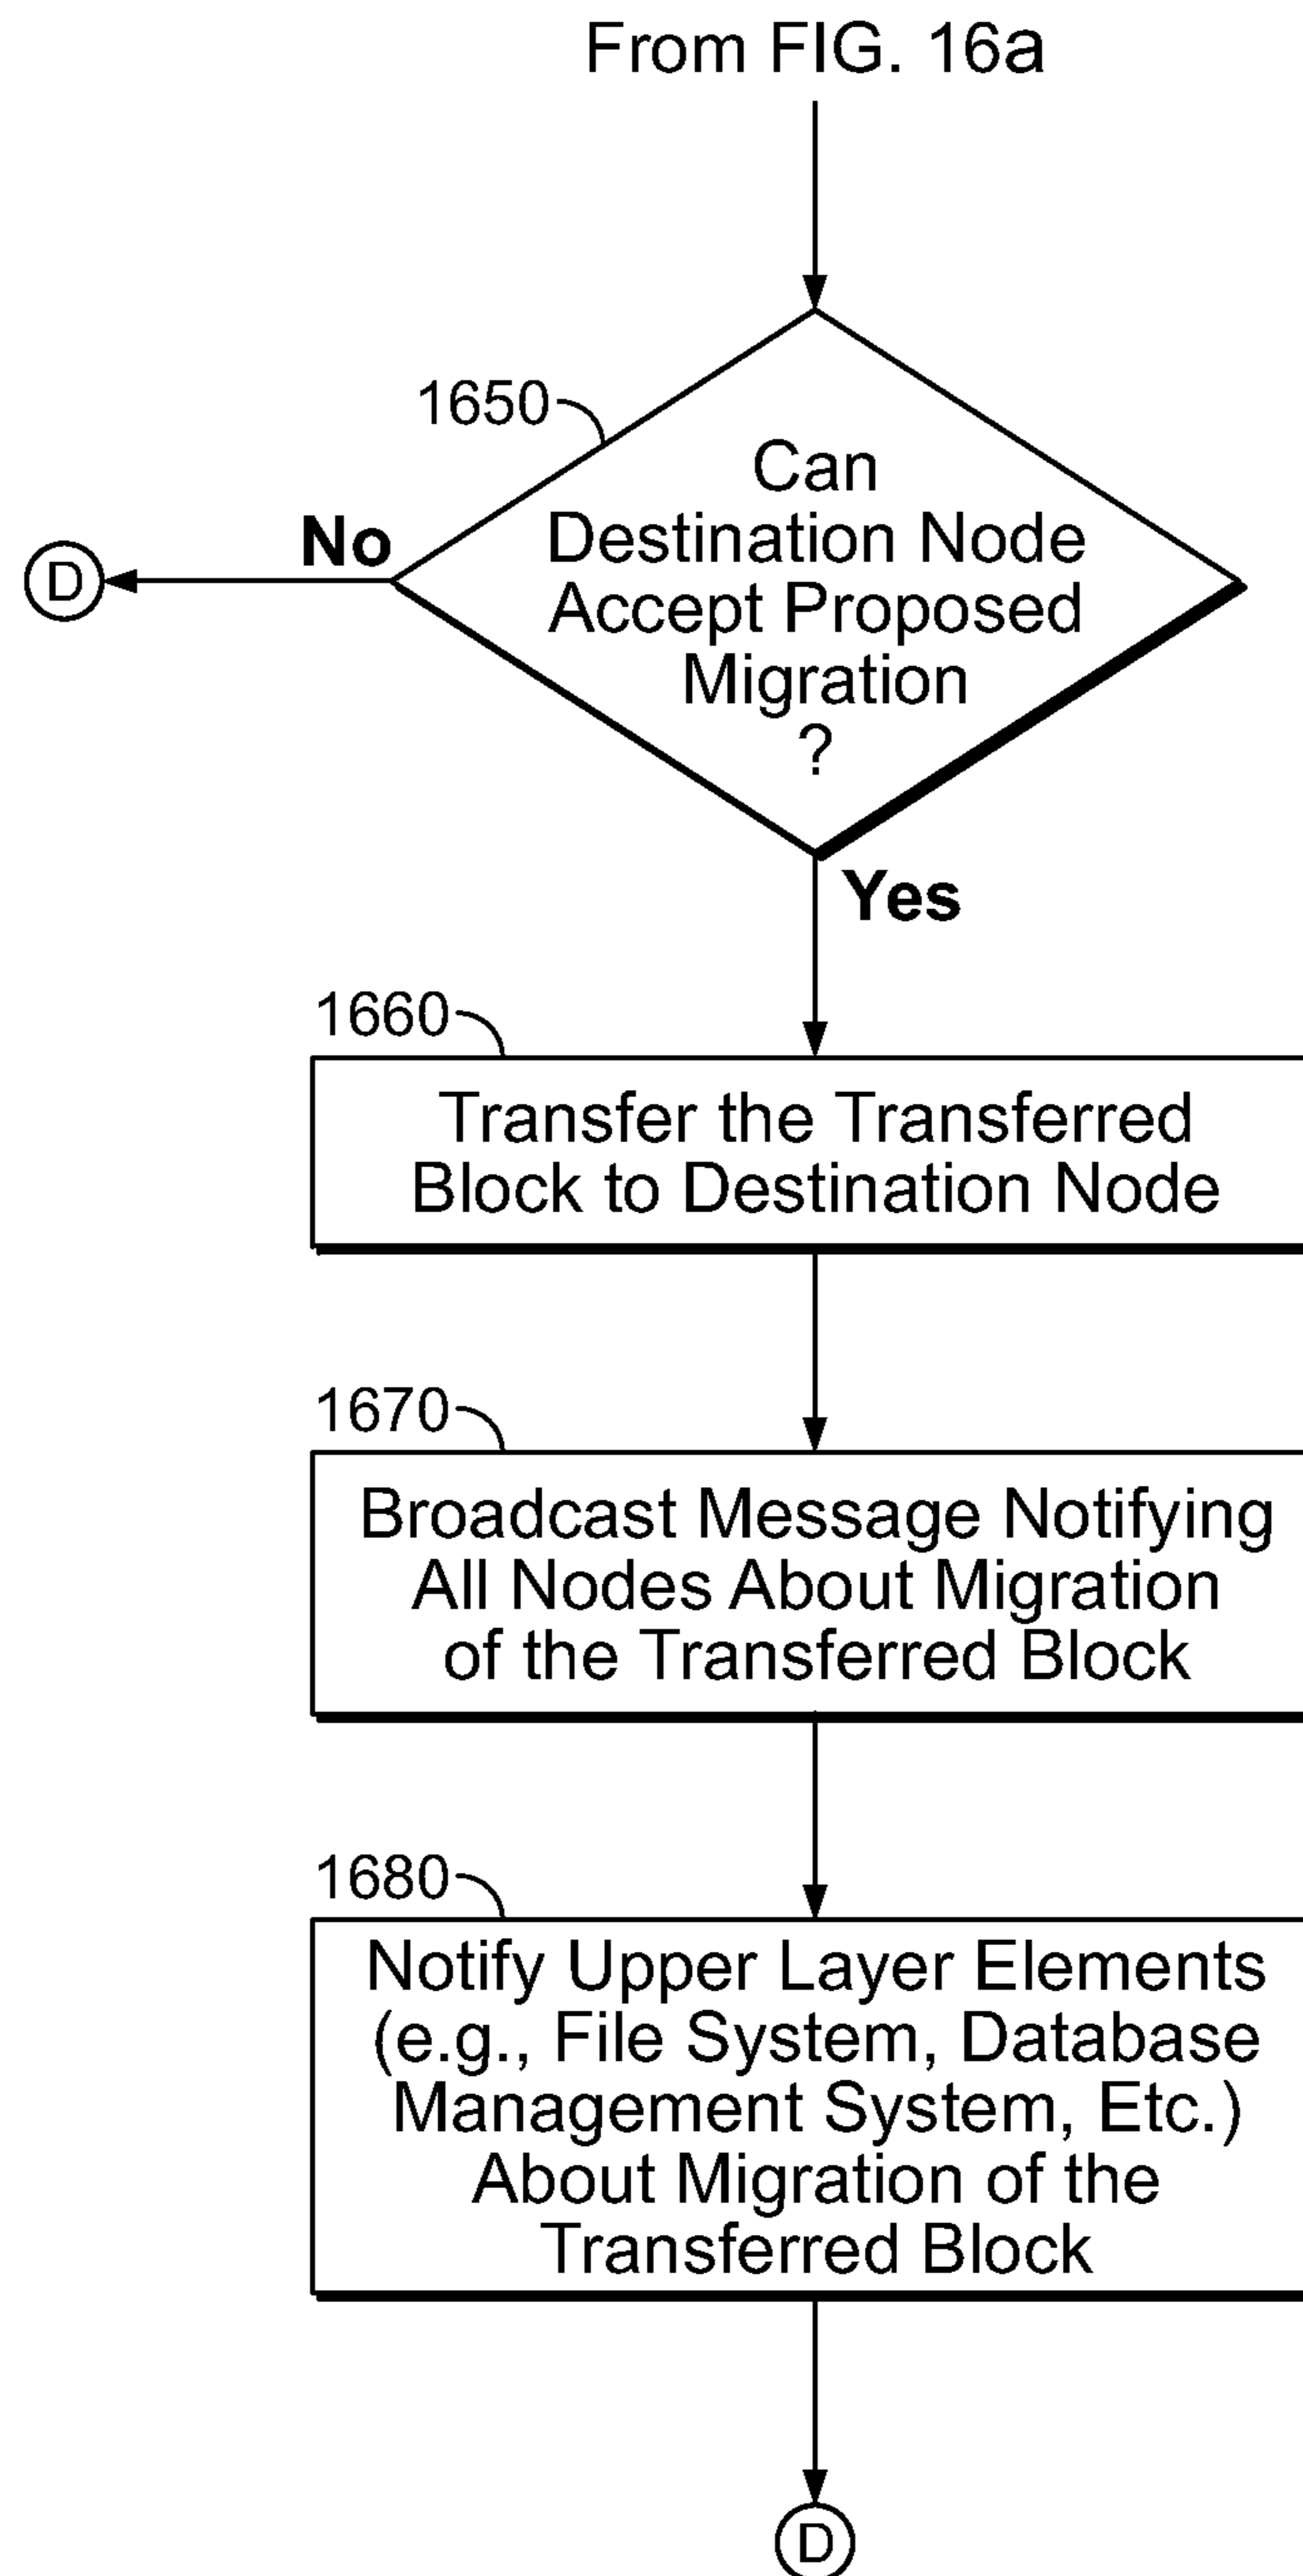 From FIG. 16a
1650
Can
Destination Node
Accept Proposed
Migration
?
No
D
Yes
1660
Transfer the Transferred
Block to Destination Node
1670
Broadcast Message Notifying
All Nodes About Migration
of the Transferred Block
1680
Notify Upper Layer Elements
(e.g., File System, Database
Management System, Etc.)
About Migration of the
Transferred Block
D